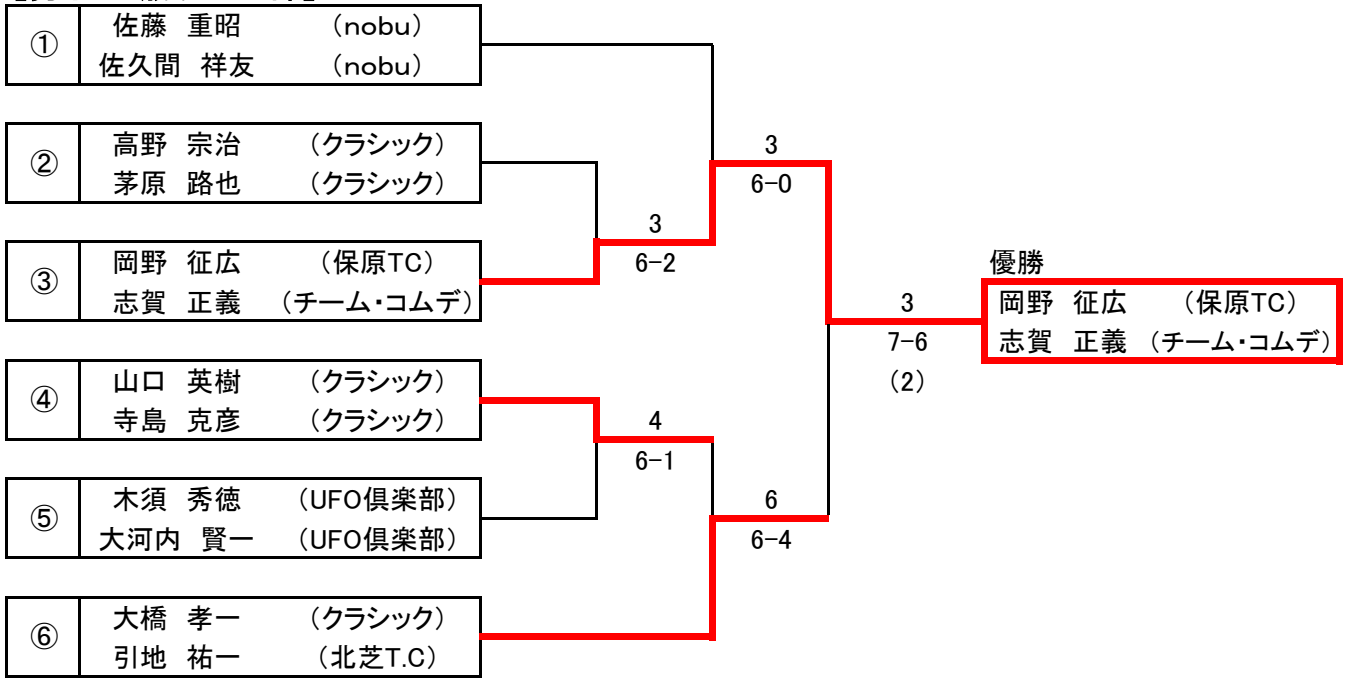 ① 佐藤 重昭 （nobu）
佐久間 祥友 （nobu）
② 高野 宗治 （クラシック）
茅原 路也 （クラシック）
3
6-0
3
6-2
③ 岡野 征広 （保原TC）
志賀 正義 （チーム・コムデ）
優勝
岡野 征広 （保原TC）
志賀 正義 （チーム・コムデ）
3
7-6
（2）
④ 山口 英樹 （クラシック）
寺島 克彦 （クラシック）
4
6-1
⑤ 木須 秀徳 （UFO倶楽部）
大河内 賢一 （UFO倶楽部）
6
6-4
⑥ 大橋 孝一 （クラシック）
引地 祐一 （北芝T.C）